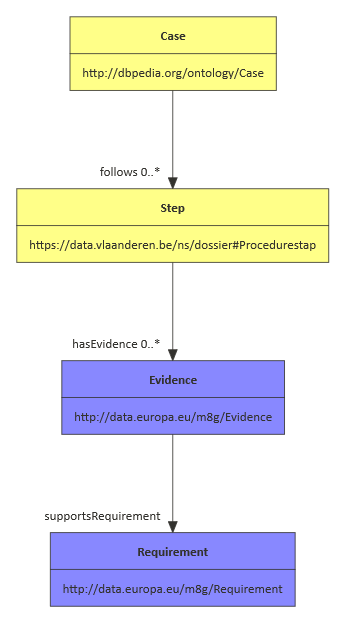 Case
http://dbpedia.org/ontology/Case
follows 0..*
Step
https://data.vlaanderen.be/ns/dossier#Procedurestap
hasEvidence 0..*
Evidence
http://data.europa.eu/m8g/Evidence
supportsRequirement
Requirement
http://data.europa.eu/m8g/Requirement